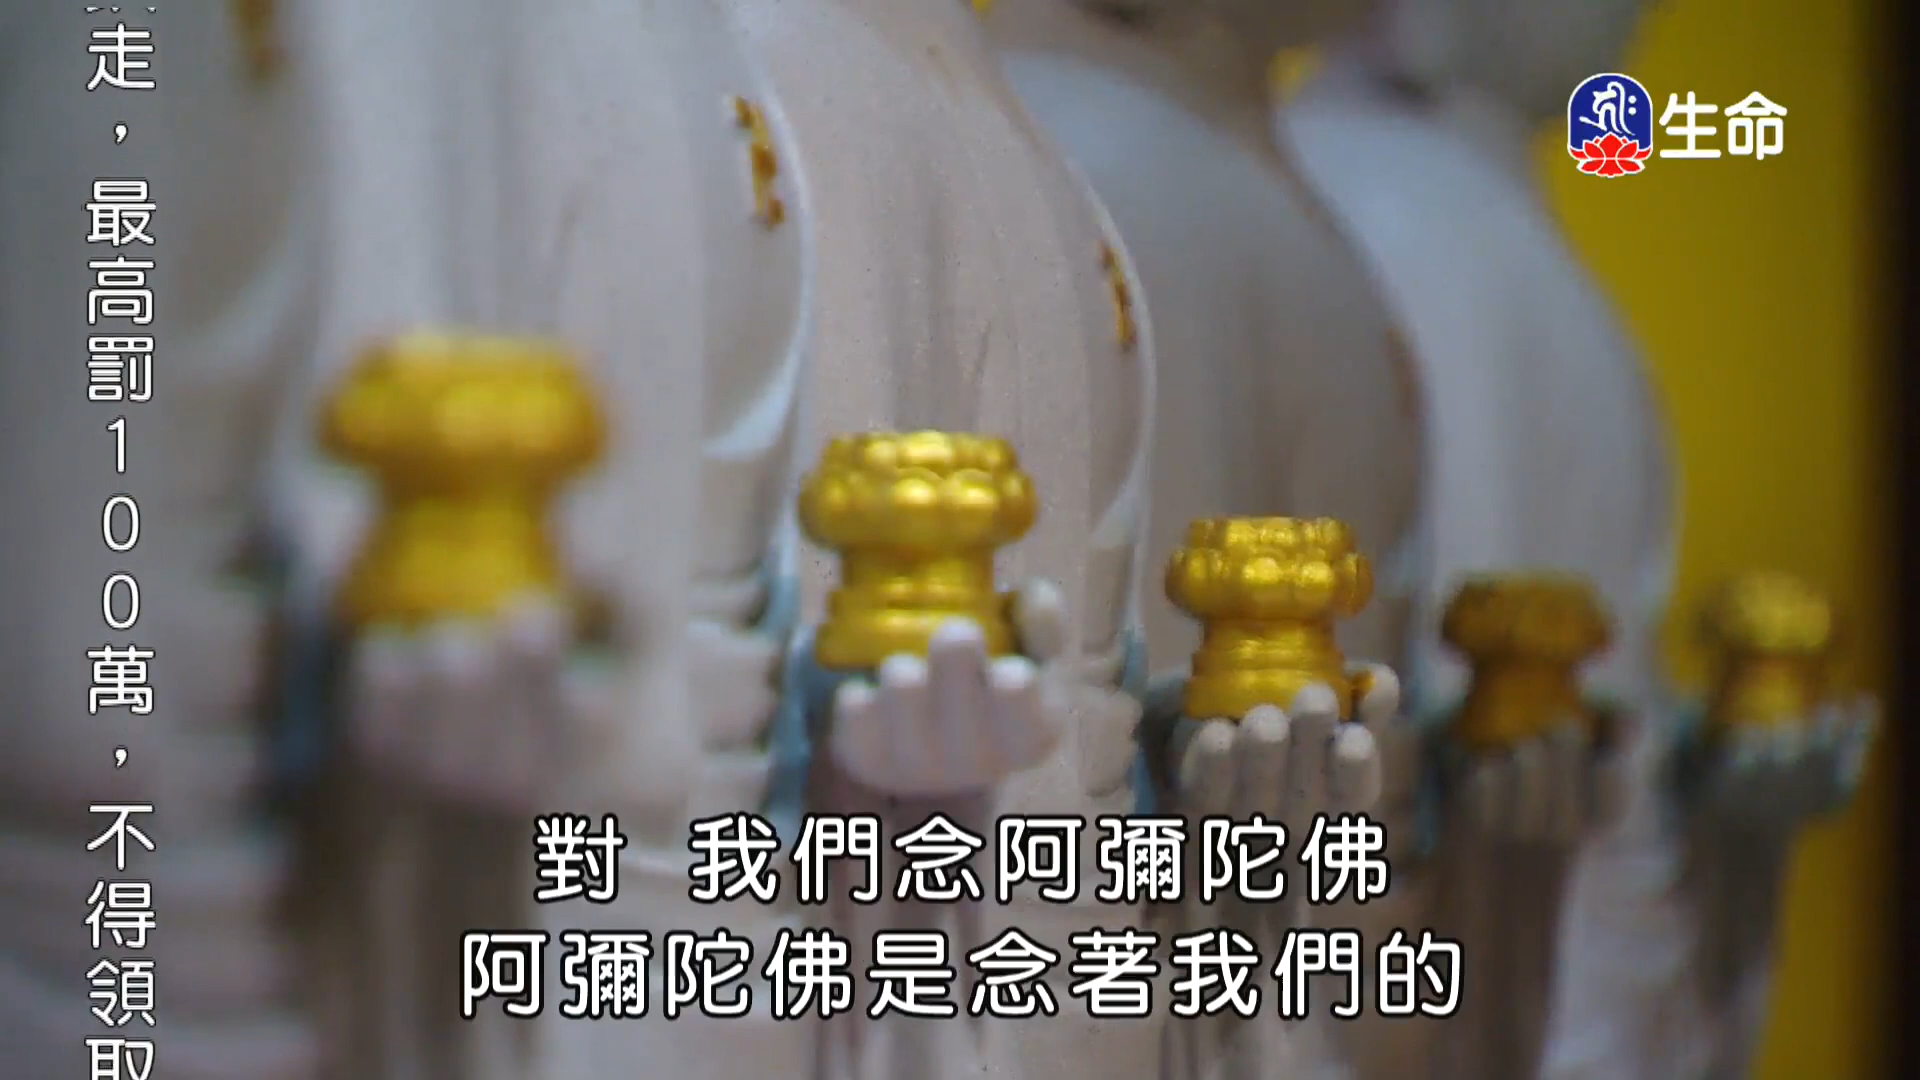 走，最高罰100萬，不得領取
生命
對 我們念阿彌陀佛
阿彌陀佛是念著我們的